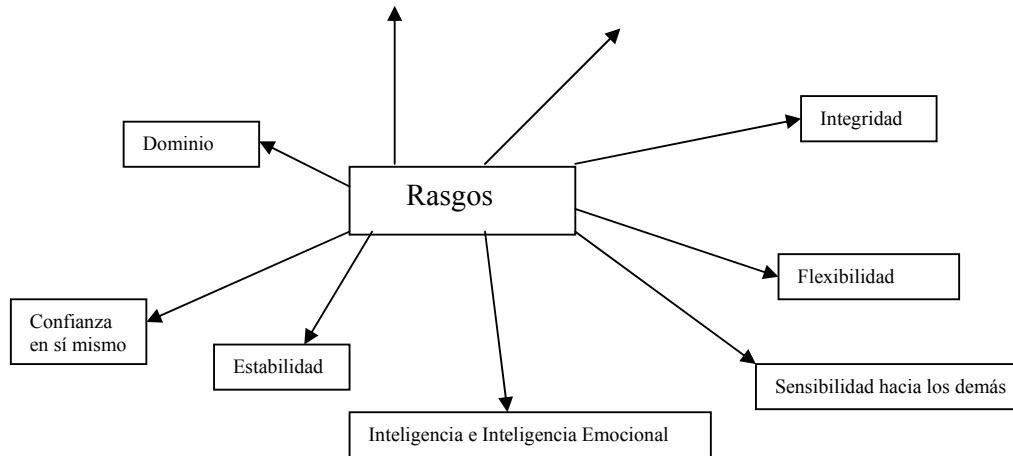 Integridad
Dominio
Rasgos
Flexibilidad
Confianza
en sí mismo
Estabilidad
Sensibilidad hacia los demás
Inteligencia e Inteligencia Emocional